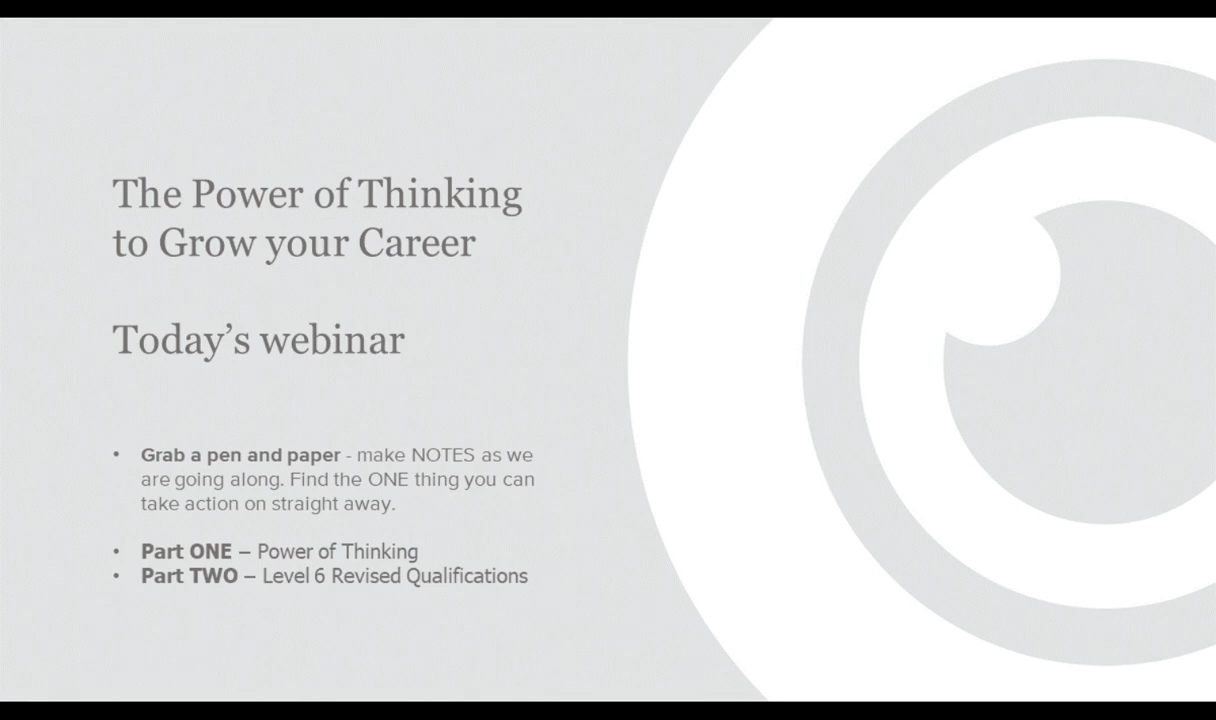 The Power of Thinking
to Grow your Career
Today’s webinar
• Grab a pen and paper - make NOTES as we
are going along. Find the ONE thing you can
take action on straight away.
• Part ONE – Power of Thinking
• Part TWO – Level 6 Revised Qualifications